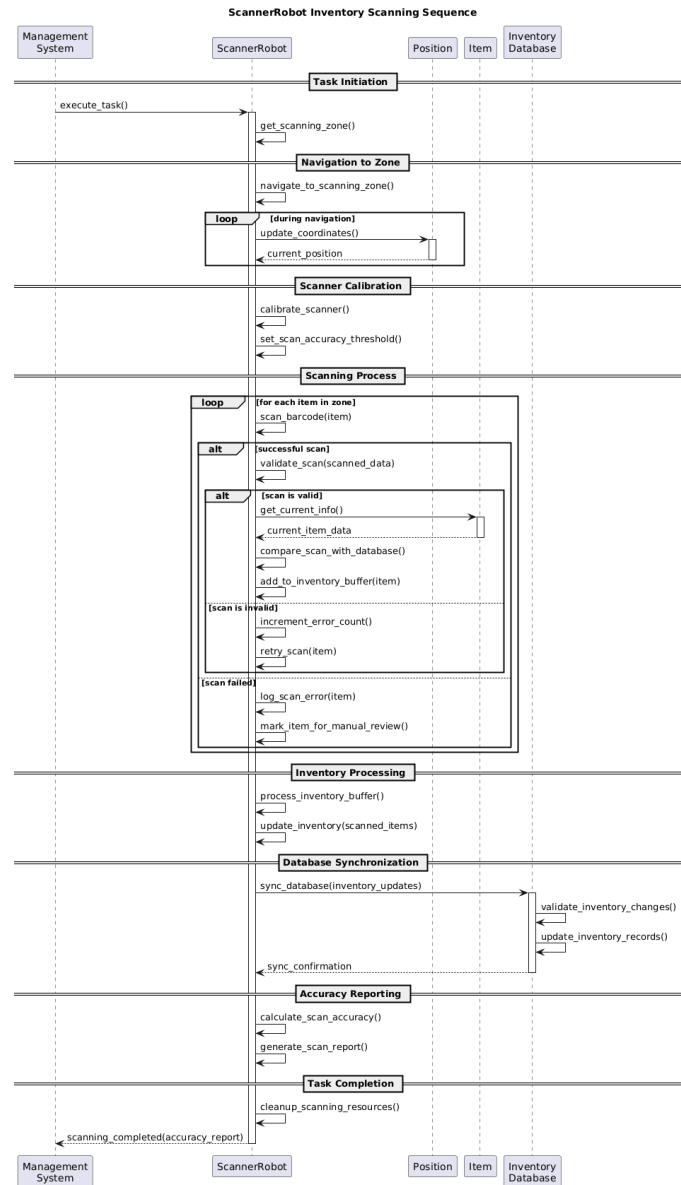 ScannerRobot Inventory Scanning Sequence
Management
System
ScannerRobot
Position
Item
Inventory
Database
Task Initiation
execute_task()
get_scanning_zone()
Navigation to Zone
navigate_to_scanning_zone()
loop [during navigation]
update_coordinates()
current_position
Scanner Calibration
calibrate_scanner()
set_scan_accuracy_threshold()
Scanning Process
loop [for each item in zone]
scan_barcode(item)
alt [successful scan]
validate_scan(scanned_data)
alt [scan is valid]
get_current_info()
current_item_data
compare_scan_with_database()
add_to_inventory_buffer(item)
[scan is invalid]
increment_error_count()
retry_scan(item)
[scan failed]
log_scan_error(item)
mark_item_for_manual_review()
Inventory Processing
process_inventory_buffer()
update_inventory(scanned_items)
Database Synchronization
sync_database(inventory_updates)
validate_inventory_changes()
update_inventory_records()
sync_confirmation
Accuracy Reporting
calculate_scan_accuracy()
generate_scan_report()
Task Completion
cleanup_scanning_resources()
scanning_completed(accuracy_report)
Management
System
ScannerRobot
Position
Item
Inventory
Database